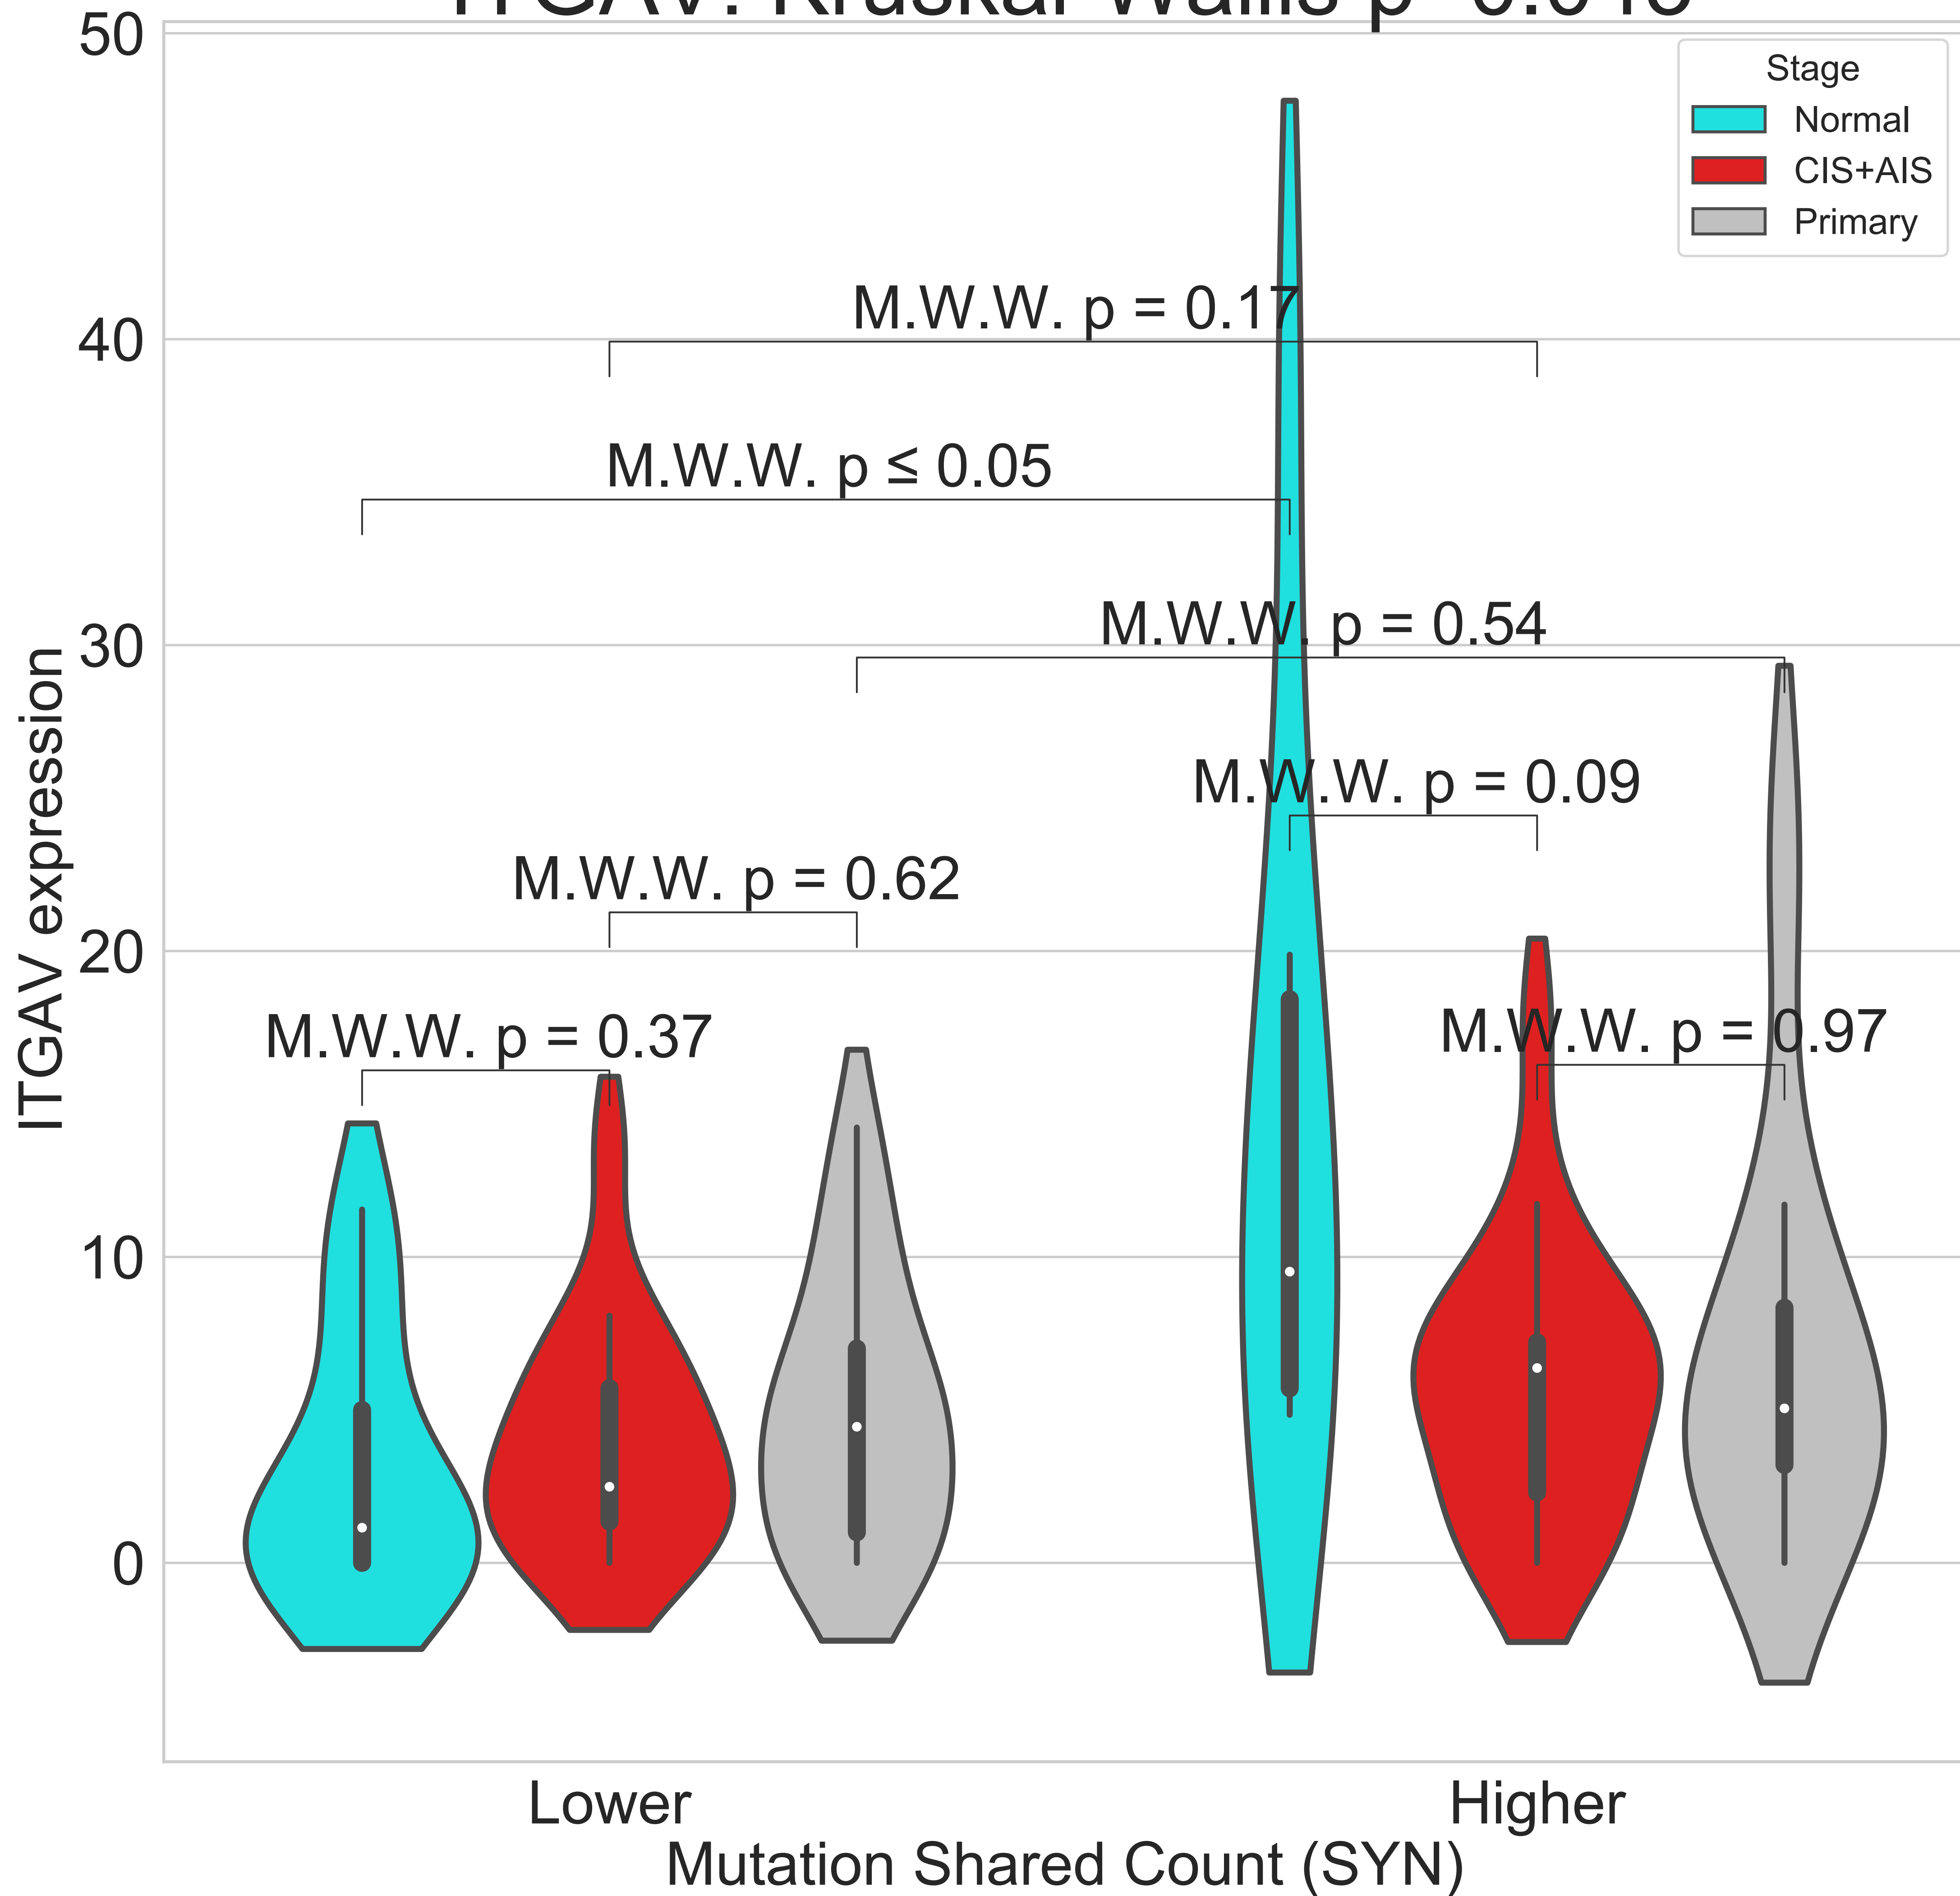 50
Stage
Normal
CIS+AIS
Primary
M.W.W. p = 0.17
40
M.W.W. p ≤ 0.05
M.W.W. p = 0.54
30
M.W.W. p = 0.09
M.W.W. p = 0.62
20
M.W.W. p = 0.37
M.W.W. p = 0.97
10
0
ITGAV expression
Lower
Higher
Mutation Shared Count (SYN)